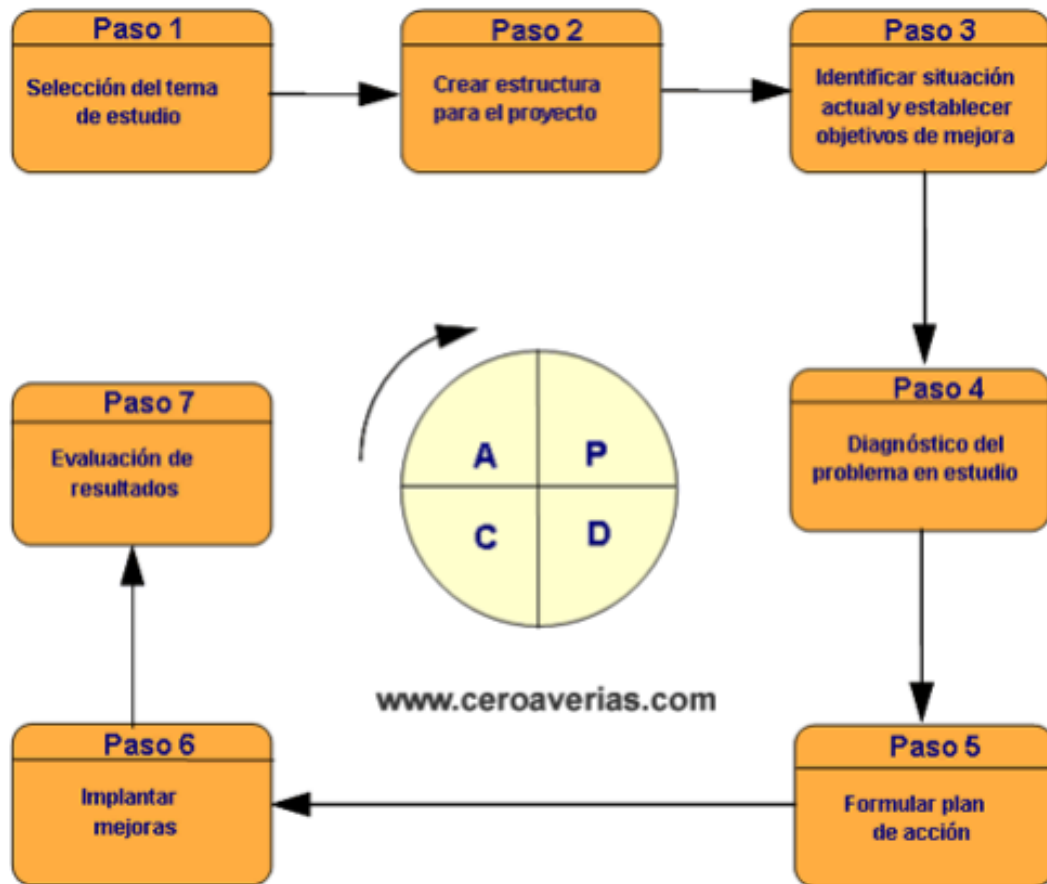 Paso 1
Selección del tema
de estudio
Paso 2
Crear estructura
para el proyecto
Paso 3
Identificar situación
actual y establecer
objetivos de mejora
Paso 4
Diagnóstico del
problema en estudio
Paso 5
Formular plan
de acción
Paso 6
Implantar
mejoras
Paso 7
Evaluación de
resultados
A P
C D
www.ceroaverias.com